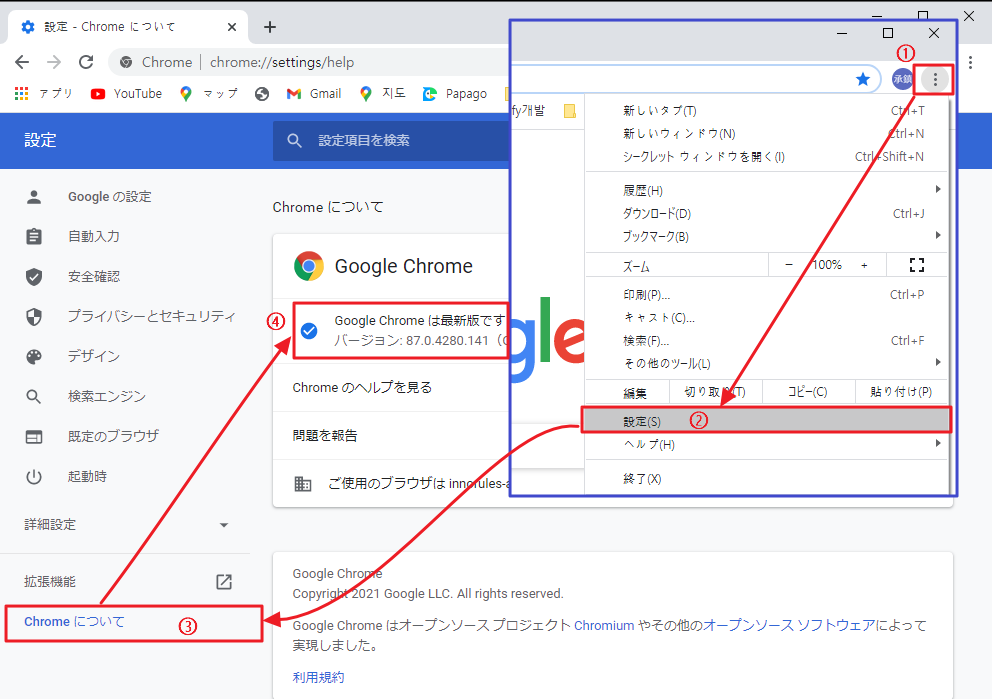 設定 - Chrome について
Chrome
chrome://settings/help
アプリ
YouTube
マップ
Gmail
지도
Papago
設定
設定項目を検索
Google の設定
自動入力
安全確認
プライバシーとセキュリティ
デザイン
検索エンジン
既定のブラウザ
起動時
詳細設定
拡張機能
Chrome について
③
Chrome について
Google Chrome
④
Google Chrome は最新版です
バージョン: 87.0.4280.141
Chrome のヘルプを見る
問題を報告
ご使用のブラウザは innorules-a
Google Chrome
Copyright 2021 Google LLC. All rights reserved.
Google Chrome はオープンソース プロジェクト Chromium やその他のオープンソース ソフトウェアによって
実現しました。
利用規約
①
承鎮
fy개발
gle
新しいタブ(T) Ctrl+T
新しいウィンドウ(N) Ctrl+N
シークレット ウィンドウを開く(I) Ctrl+Shift+N
履歴(H)
ダウンロード(D) Ctrl+J
ブックマーク(B)
ズーム − 100% +
印刷(P)... Ctrl+P
キャスト(C)...
検索(F)... Ctrl+F
その他のツール(L)
編集 切り取り(T) コピー(C) 貼り付け(P)
設定(S) ②
ヘルプ(H)
終了(X)